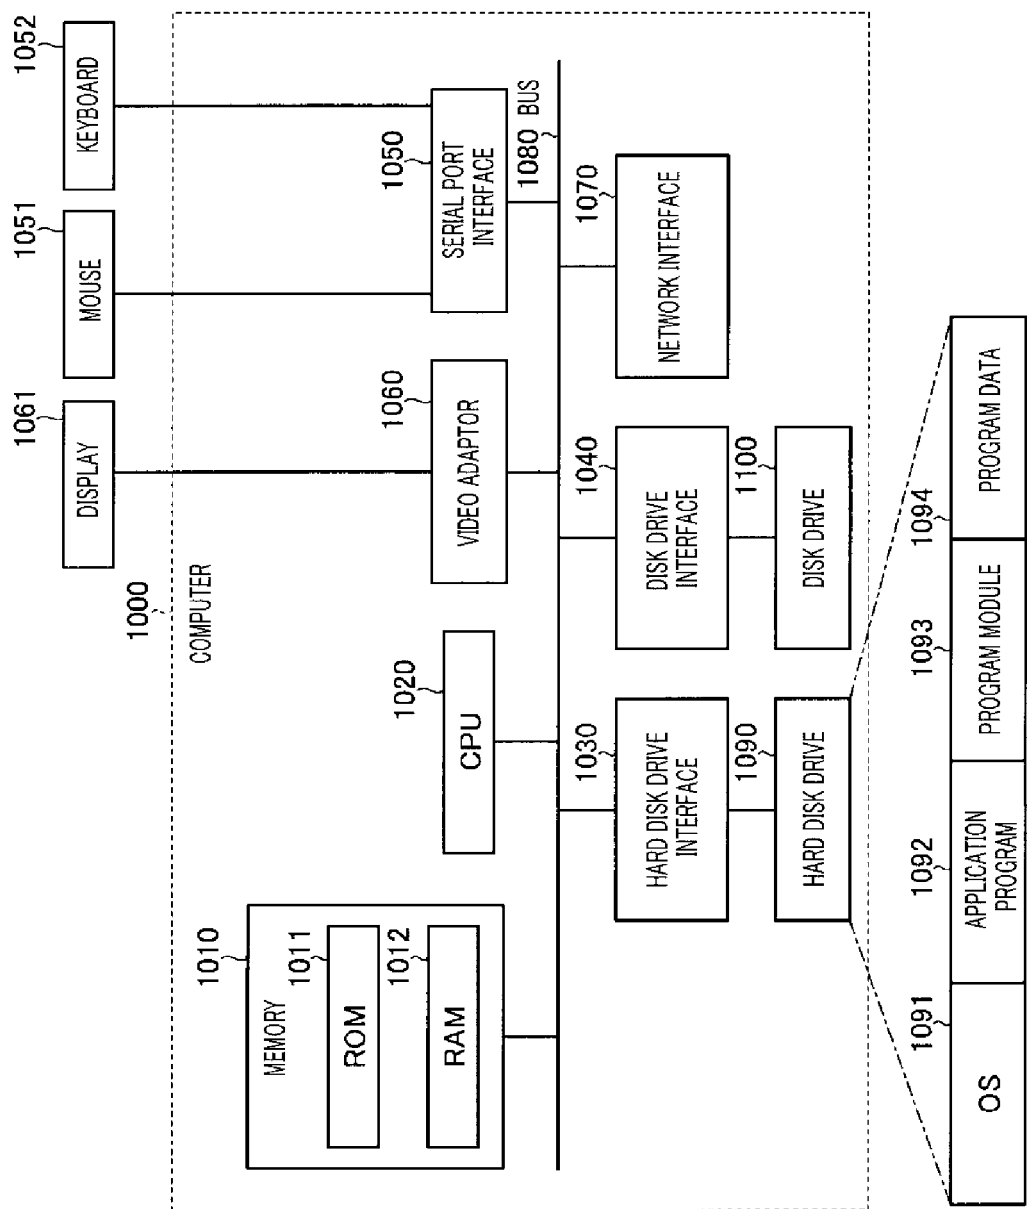 1000
COMPUTER
1010
MEMORY
1011
ROM
1012
RAM
1020
CPU
1061
DISPLAY
1051
MOUSE
1052
KEYBOARD
1060
VIDEO ADAPTOR
1050
SERIAL PORT
INTERFACE
1080 BUS
1030
HARD DISK DRIVE
INTERFACE
1040
DISK DRIVE
INTERFACE
1070
NETWORK INTERFACE
1090
HARD DISK DRIVE
1100
DISK DRIVE
1091
OS
1092
APPLICATION
PROGRAM
1093
PROGRAM MODULE
1094
PROGRAM DATA